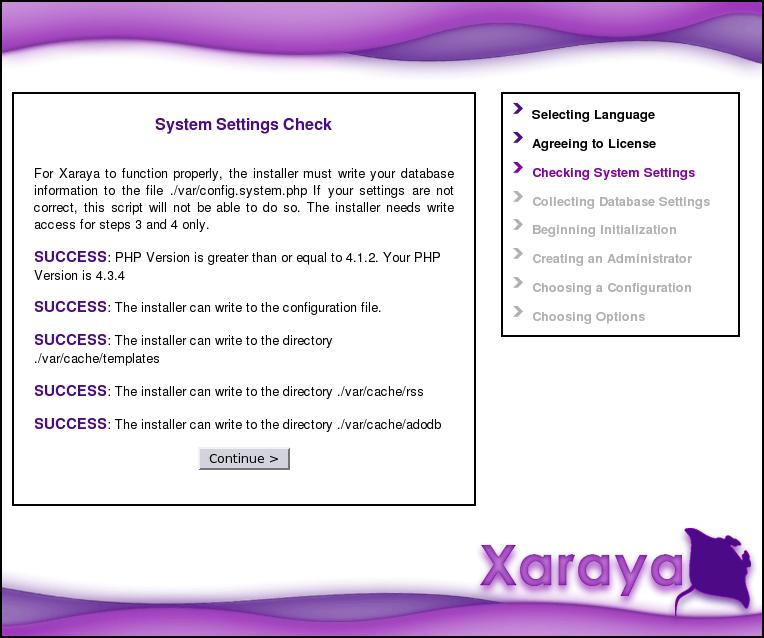 System Settings Check
For Xaraya to function properly, the installer must write your database
information to the file ./var/config.system.php If your settings are not
correct, this script will not be able to do so. The installer needs write
access for steps 3 and 4 only.
SUCCESS: PHP Version is greater than or equal to 4.1.2. Your PHP
Version is 4.3.4
SUCCESS: The installer can write to the configuration file.
SUCCESS: The installer can write to the directory
./var/cache/templates
SUCCESS: The installer can write to the directory ./var/cache/rss
SUCCESS: The installer can write to the directory ./var/cache/adodb
Continue >
Selecting Language
Agreeing to License
Checking System Settings
Collecting Database Settings
Beginning Initialization
Creating an Administrator
Choosing a Configuration
Choosing Options
Xaraya